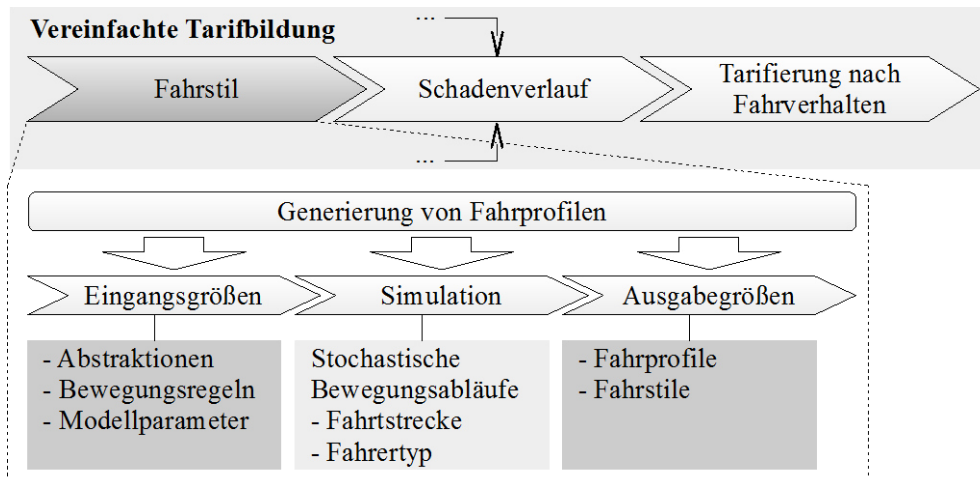 ...
Vereinfachte Tarifbildung
Fahrstil
Schadenverlauf
Tarifierung nach
Fahrverhalten
...
Generierung von Fahrprofilen
Eingangsgrößen
Simulation
Ausgabegrößen
- Abstraktionen
- Bewegungsregeln
- Modellparameter
Stochastische
Bewegungsabläufe
- Fahrtstrecke
- Fahrertyp
- Fahrprofile
- Fahrstile